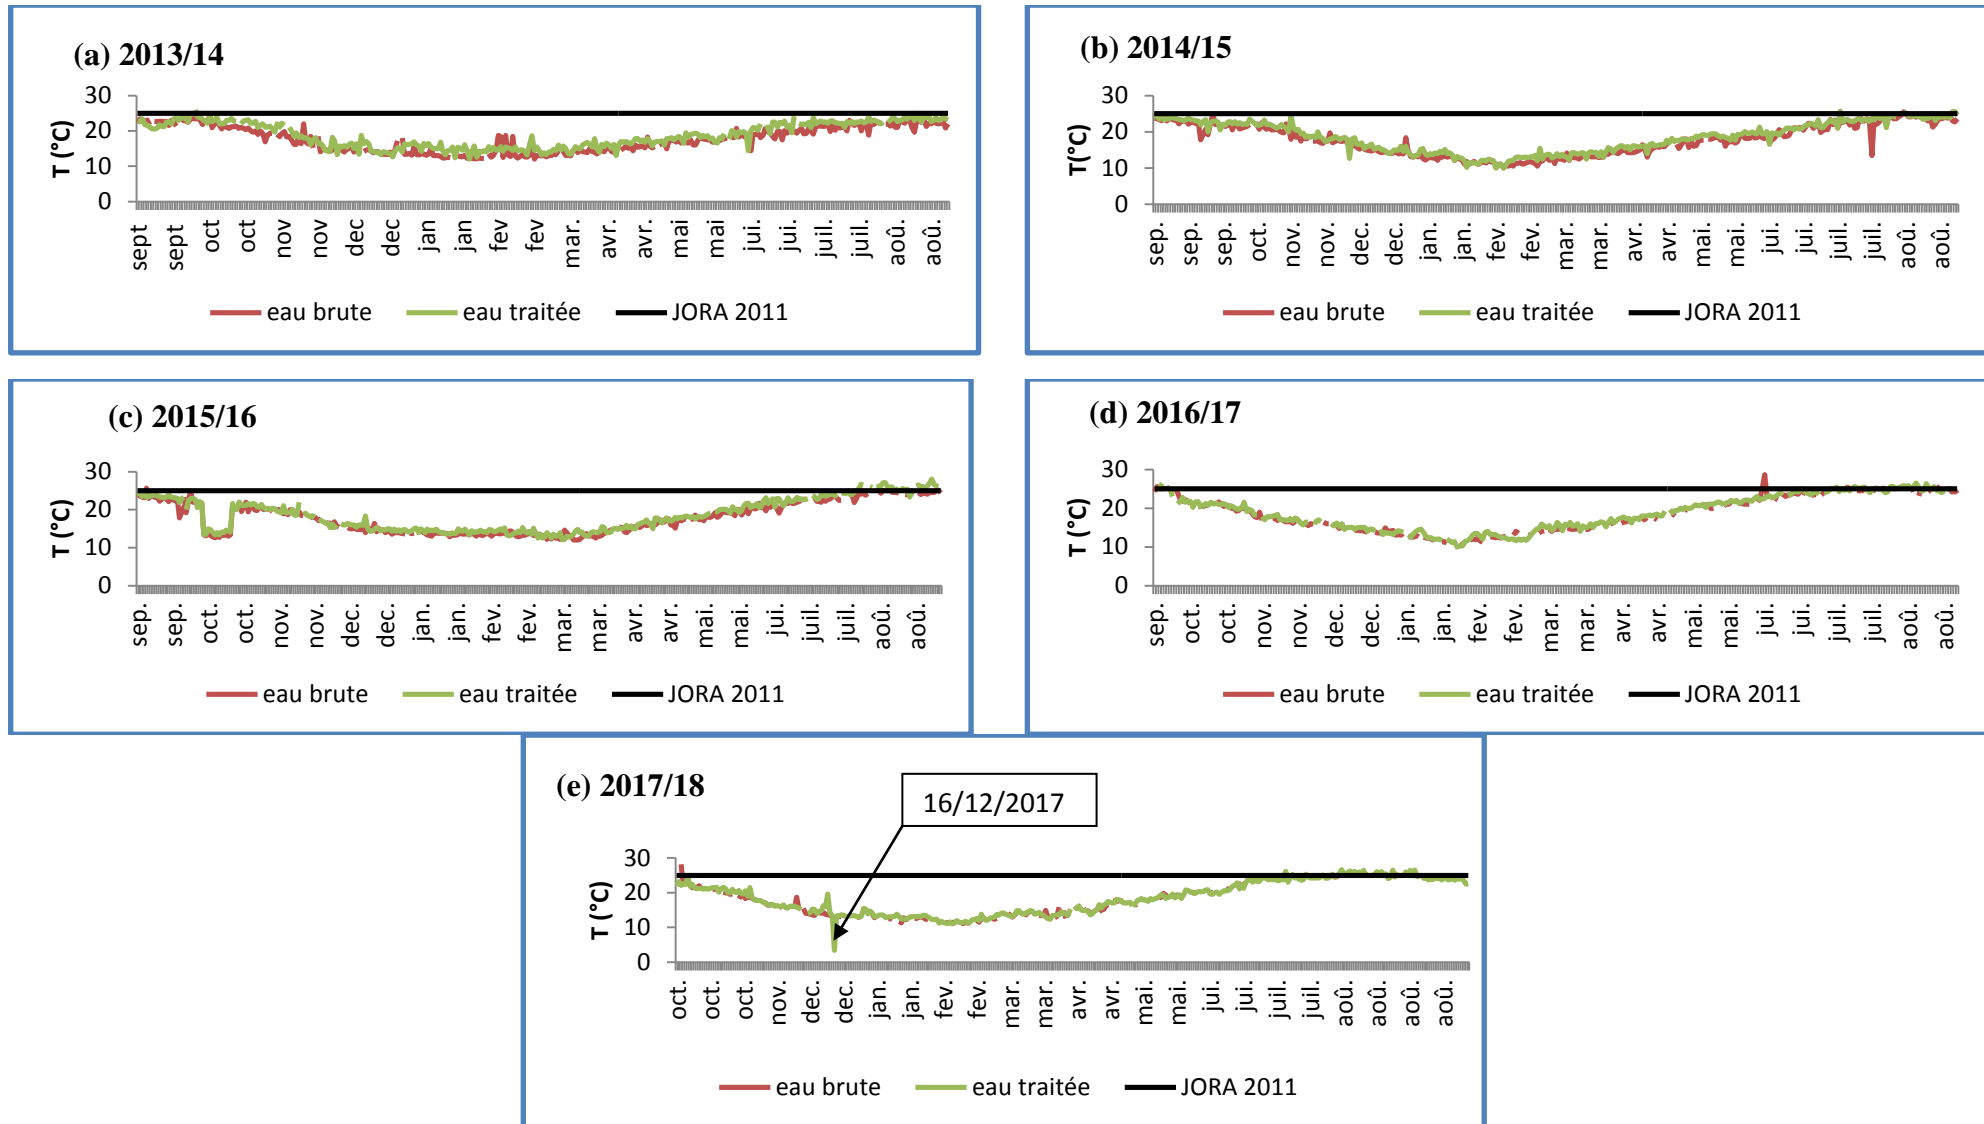 (a) 2013/14
T (°C)
30
20
10
0
sept sept oct oct nov nov dec dec jan jan fev fev mar. avr. avr. mai mai jui. jui. juil. juil. aoû. aoû.
eau brute eau traitée JORA 2011
(b) 2014/15
T(°C)
30
20
10
0
sep. sep. sep. oct. nov. nov. dec. dec. jan. jan. fev. fev. mar. mar. avr. avr. mai. mai. jui. jui. juil. juil. aoû. aoû.
eau brute eau traitée JORA 2011
(c) 2015/16
T (°C)
30
20
10
0
sep. sep. oct. oct. nov. nov. dec. dec. jan. jan. fev. fev. mar. mar. avr. avr. mai. mai. jui. juil. juil. aoû. aoû.
eau brute eau traitée JORA 2011
(d) 2016/17
T (°C)
30
20
10
0
sep. oct. oct. nov. nov. dec. dec. jan. jan. fev. fev. mar. mar. avr. avr. mai. mai. jui. jui. juil. juil. aoû. aoû.
eau brute eau traitée JORA 2011
(e) 2017/18
16/12/2017
T (°C)
30
20
10
0
oct. oct. oct. nov. dec. dec. jan. jan. fev. fev. mar. mar. avr. avr. mai. mai. jui. jui. juil. juil. aoû. aoû. aoû. aoû.
eau brute eau traitée JORA 2011